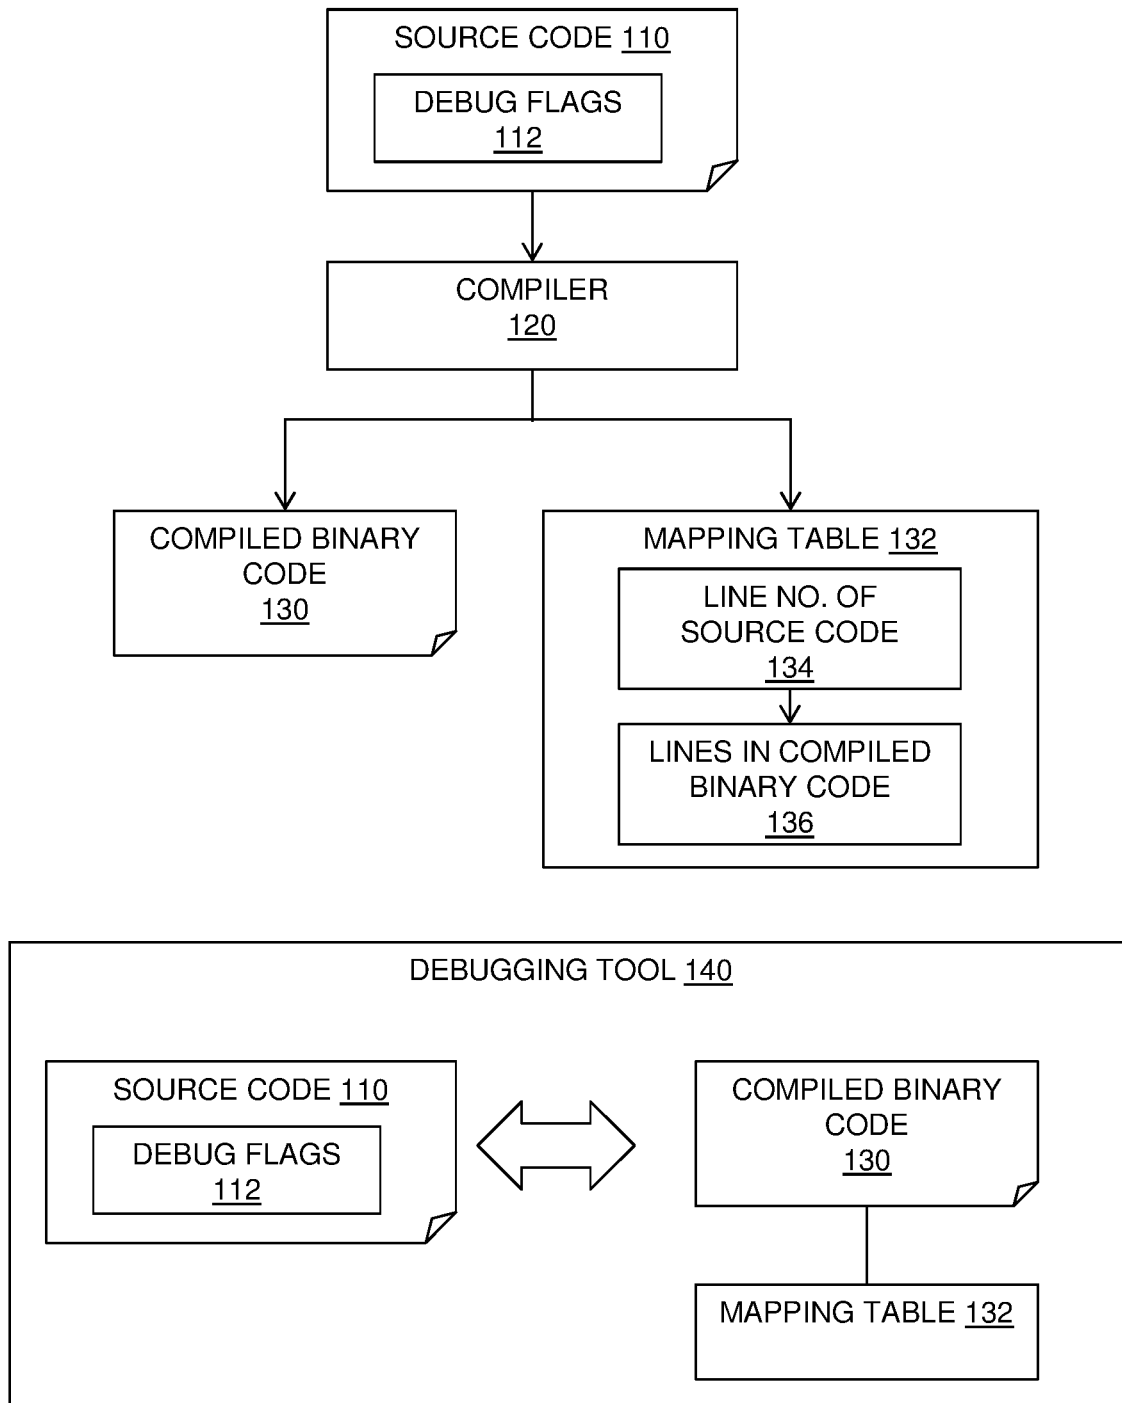 SOURCE CODE 110
DEBUG FLAGS
112
COMPILER
120
COMPILED BINARY
CODE
130
MAPPING TABLE 132
LINE NO. OF
SOURCE CODE
134
LINES IN COMPILED
BINARY CODE
136
DEBUGGING TOOL 140
SOURCE CODE 110
DEBUG FLAGS
112
COMPILED BINARY
CODE
130
MAPPING TABLE 132